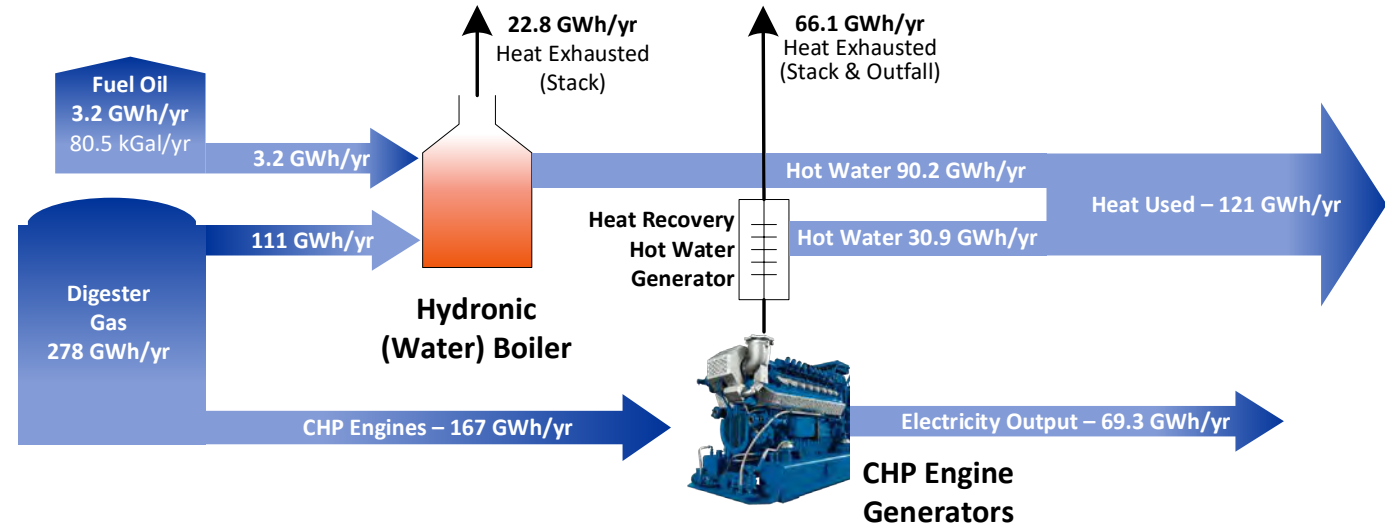 22.8 GWh/yr
Heat Exhausted
(Stack)
66.1 GWh/yr
Heat Exhausted
(Stack & Outfall)
Fuel Oil
3.2 GWh/yr
80.5 kGal/yr
3.2 GWh/yr
Hot Water 90.2 GWh/yr
Heat Used – 121 GWh/yr
Digester
Gas
278 GWh/yr
111 GWh/yr
Heat Recovery
Hot Water
Generator
Hot Water 30.9 GWh/yr
Hydronic
(Water) Boiler
CHP Engines – 167 GWh/yr
Electricity Output – 69.3 GWh/yr
CHP Engine
Generators